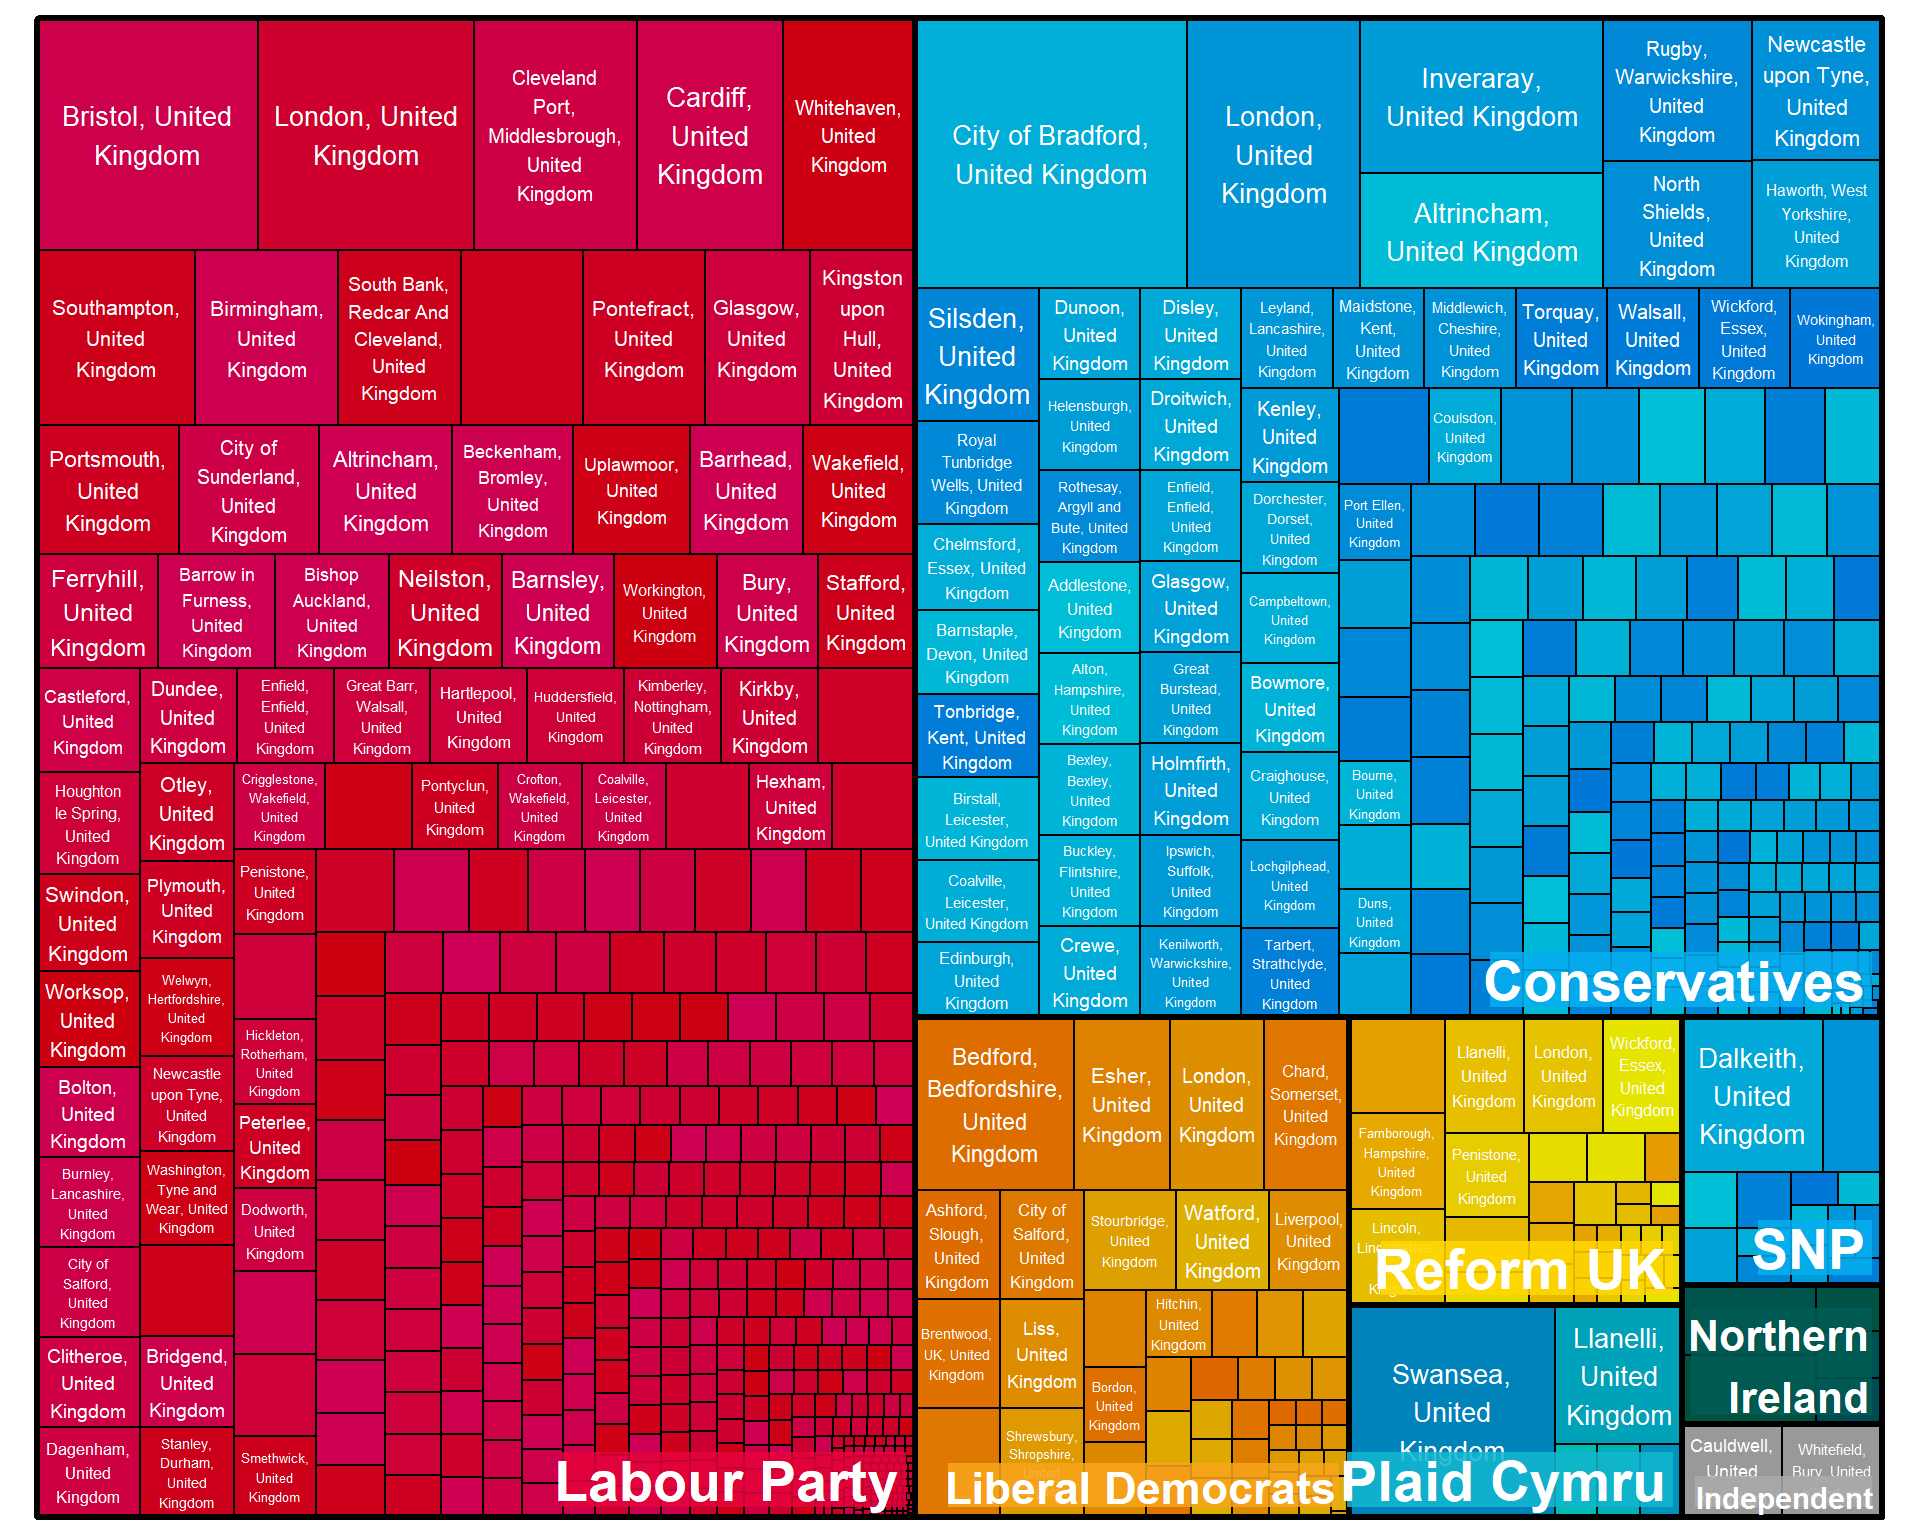 Bristol, United
Kingdom
London, United
Kingdom
Cleveland
Port,
Middlesbrough,
United
Kingdom
Cardiff,
United
Kingdom
Whitehaven,
United
Kingdom
Southampton,
United
Kingdom
Birmingham,
United
Kingdom
South Bank,
Redcar And
Cleveland,
United
Kingdom
Pontefract,
United
Kingdom
Glasgow,
United
Kingdom
Kingston
upon
Hull,
United
Kingdom
Portsmouth,
United
Kingdom
City of
Sunderland,
United
Kingdom
Altrincham,
United
Kingdom
Beckenham,
Bromley,
United
Kingdom
Uplawmoor,
United
Kingdom
Barrhead,
United
Kingdom
Wakefield,
United
Kingdom
Ferryhill,
United
Kingdom
Barrow in
Furness,
United
Kingdom
Bishop
Auckland,
United
Kingdom
Neilston,
United
Kingdom
Barnsley,
United
Kingdom
Workington,
United
Kingdom
Bury,
United
Kingdom
Stafford,
United
Kingdom
Castleford,
United
Kingdom
Dundee,
United
Kingdom
Enfield,
Enfield,
United
Kingdom
Great Barr,
Walsall,
United
Kingdom
Hartlepool,
United
Kingdom
Huddersfield,
United
Kingdom
Kimberley,
Nottingham,
United
Kingdom
Kirkby,
United
Kingdom
Houghton
le Spring,
United
Kingdom
Otley,
United
Kingdom
Crigglestone,
Wakefield,
United
Kingdom
Pontyclun,
United
Kingdom
Crofton,
Wakefield,
United
Kingdom
Coalville,
Leicester,
United
Kingdom
Hexham,
United
Kingdom
Swindon,
United
Kingdom
Plymouth,
United
Kingdom
Penistone,
United
Kingdom
Worksop,
United
Kingdom
Welwyn,
Hertfordshire,
United
Kingdom
Hickleton,
Rotherham,
United
Kingdom
Bolton,
United
Kingdom
Newcastle
upon Tyne,
United
Kingdom
Peterlee,
United
Kingdom
Burnley,
Lancashire,
United
Kingdom
Washington,
Tyne and
Wear, United
Kingdom
Dodworth,
United
Kingdom
City of
Salford,
United
Kingdom
Clitheroe,
United
Kingdom
Bridgend,
United
Kingdom
Dagenham,
United
Kingdom
Stanley,
Durham,
United
Kingdom
Smethwick,
United
Kingdom
Labour Party
City of Bradford,
United Kingdom
London,
United
Kingdom
Inveraray,
United Kingdom
Altrincham,
United Kingdom
Rugby,
Warwickshire,
United
Kingdom
Newcastle
upon Tyne,
United
Kingdom
North
Shields,
United
Kingdom
Haworth, West
Yorkshire,
United
Kingdom
Silsden,
United
Kingdom
Dunoon,
United
Kingdom
Disley,
United
Kingdom
Leyland,
Lancashire,
United
Kingdom
Maidstone,
Kent,
United
Kingdom
Middlewich,
Cheshire,
United
Kingdom
Torquay,
United
Kingdom
Walsall,
United
Kingdom
Wickford,
Essex,
United
Kingdom
Wokingham,
United
Kingdom
Royal
Tunbridge
Wells, United
Kingdom
Helensburgh,
United
Kingdom
Droitwich,
United
Kingdom
Kenley,
United
Kingdom
Coulsdon,
United
Kingdom
Chelmsford,
Essex, United
Kingdom
Rothesay,
Argyll and
Bute, United
Kingdom
Enfield,
Enfield,
United
Kingdom
Dorchester,
Dorset,
United
Kingdom
Port Ellen,
United
Kingdom
Barnstaple,
Devon, United
Kingdom
Addlestone,
United
Kingdom
Glasgow,
United
Kingdom
Campbeltown,
United
Kingdom
Tonbridge,
Kent, United
Kingdom
Alton,
Hampshire,
United
Kingdom
Great
Burstead,
United
Kingdom
Bowmore,
United
Kingdom
Birstall,
Leicester,
United Kingdom
Bexley,
Bexley,
United
Kingdom
Holmfirth,
United
Kingdom
Craighouse,
United
Kingdom
Bourne,
United
Kingdom
Coalville,
Leicester,
United Kingdom
Buckley,
Flintshire,
United
Kingdom
Ipswich,
Suffolk,
United
Kingdom
Lochgilphead,
United
Kingdom
Duns,
United
Kingdom
Edinburgh,
United
Kingdom
Crewe,
United
Kingdom
Kenilworth,
Warwickshire,
United
Kingdom
Tarbert,
Strathclyde,
United
Kingdom
Conservatives
Bedford,
Bedfordshire,
United
Kingdom
Esher,
United
Kingdom
London,
United
Kingdom
Chard,
Somerset,
United
Kingdom
Ashford,
Slough,
United
Kingdom
City of
Salford,
United
Kingdom
Stourbridge,
United
Kingdom
Watford,
United
Kingdom
Liverpool,
United
Kingdom
Brentwood,
UK, United
Kingdom
Liss,
United
Kingdom
Hitchin,
United
Kingdom
Bordon,
United
Kingdom
Shrewsbury,
Shropshire,
Liberal Democrats
Llanelli,
United
Kingdom
London,
United
Kingdom
Wickford,
Essex,
United
Kingdom
Farnborough,
Hampshire,
United
Kingdom
Penistone,
United
Kingdom
Lincoln,
Reform UK
Dalkeith,
United
Kingdom
SNP
Swansea,
United
Kingdom
Llanelli,
United
Kingdom
Plaid Cymru
Northern
Ireland
Cauldwell,
United
Whitefield,
Bury, United
Independent